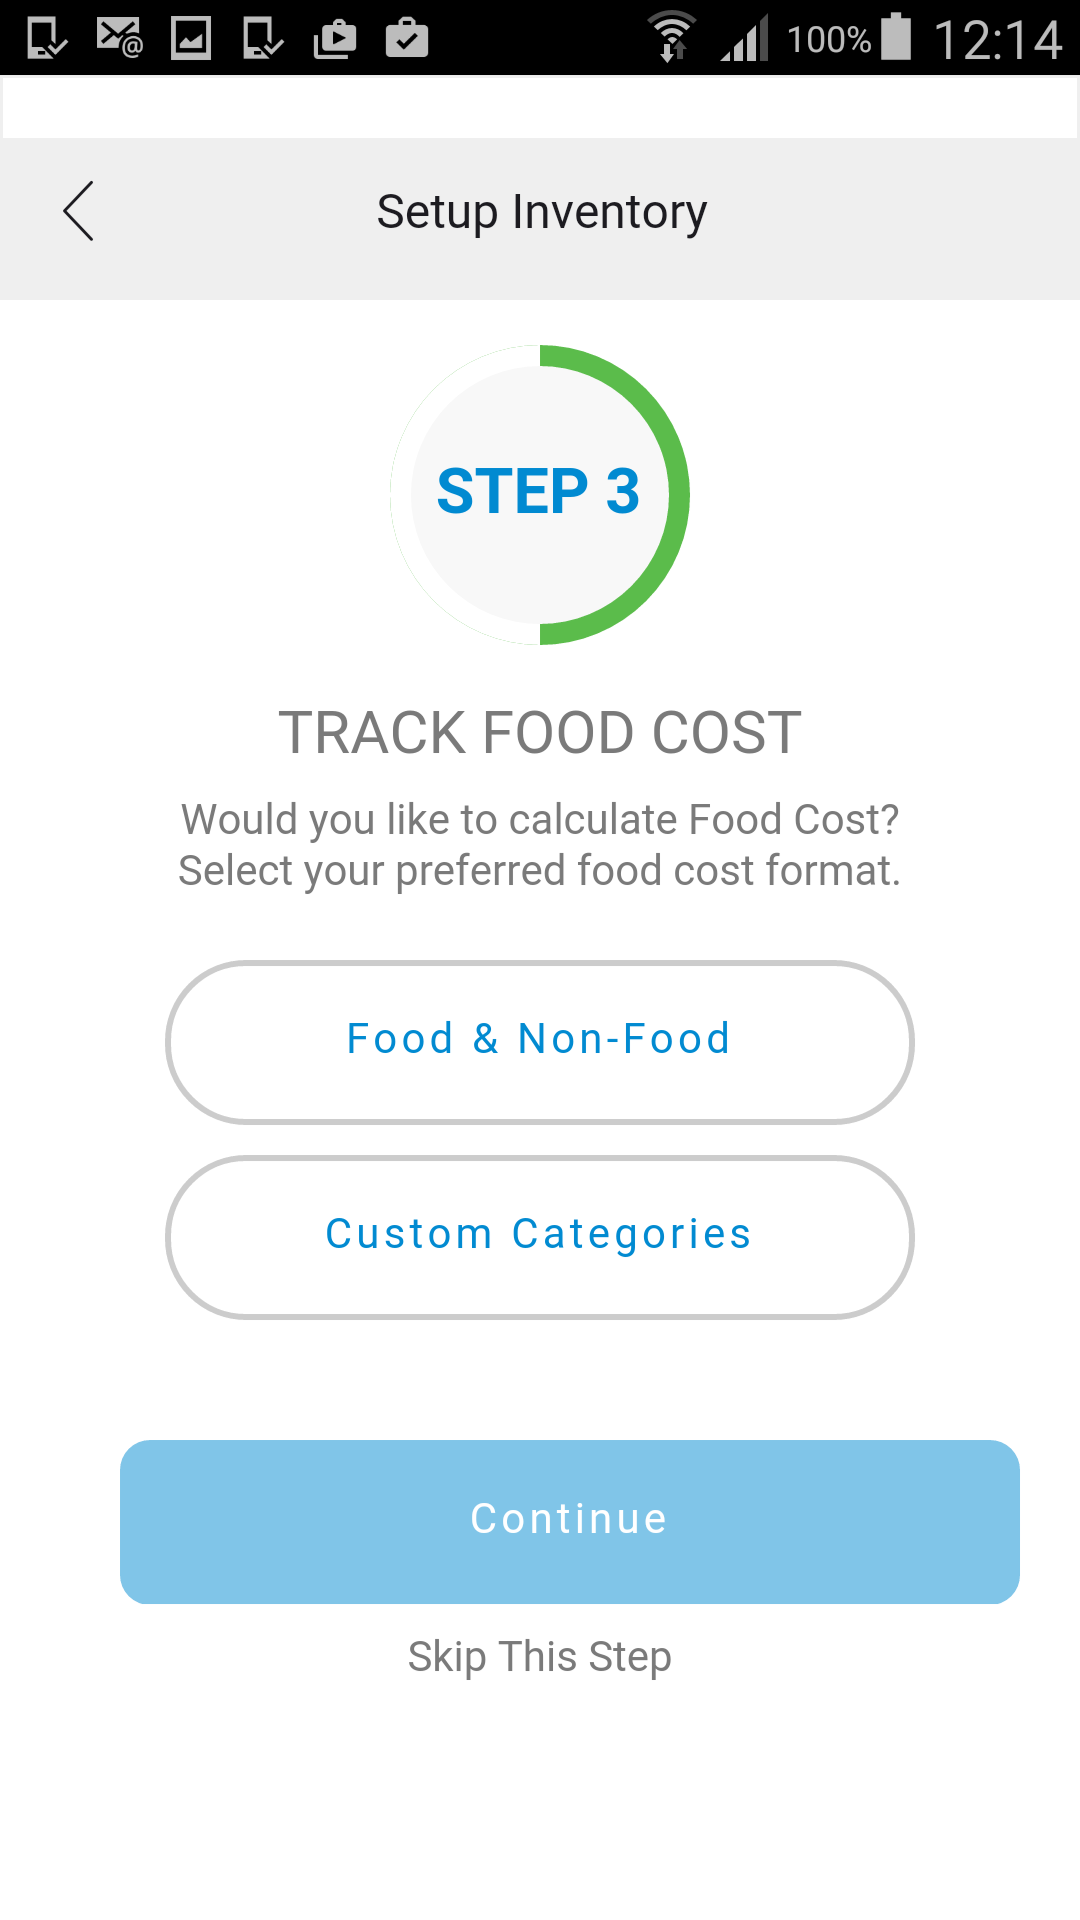 100% 12:14
Setup Inventory
STEP 3
TRACK FOOD COST
Would you like to calculate Food Cost?
Select your preferred food cost format.
Food & Non-Food
Custom Categories
Continue
Skip This Step